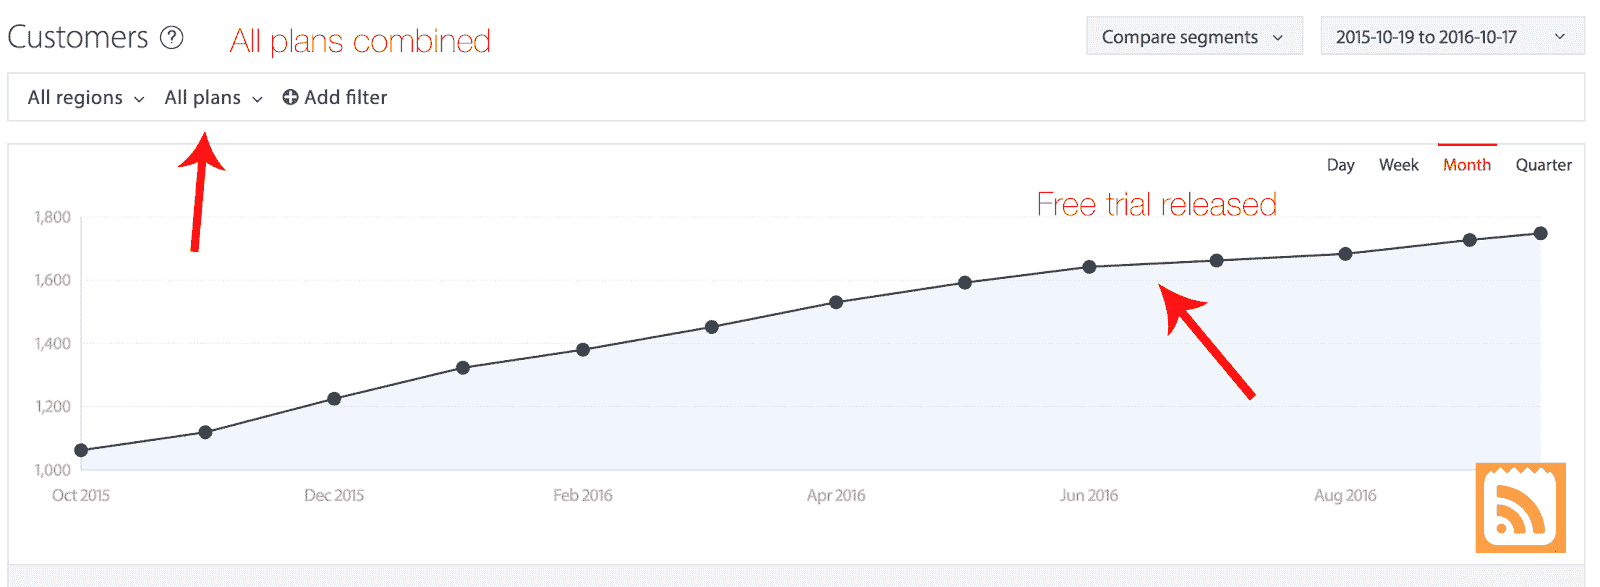 Customers ? All plans combined Compare segments 2015-10-19 to 2016-10-17
All regions All plans Add filter
Day Week Month Quarter
Free trial released
1,800
1,600
1,400
1,200
1,000
Oct 2015 Dec 2015 Feb 2016 Apr 2016 Jun 2016 Aug 2016